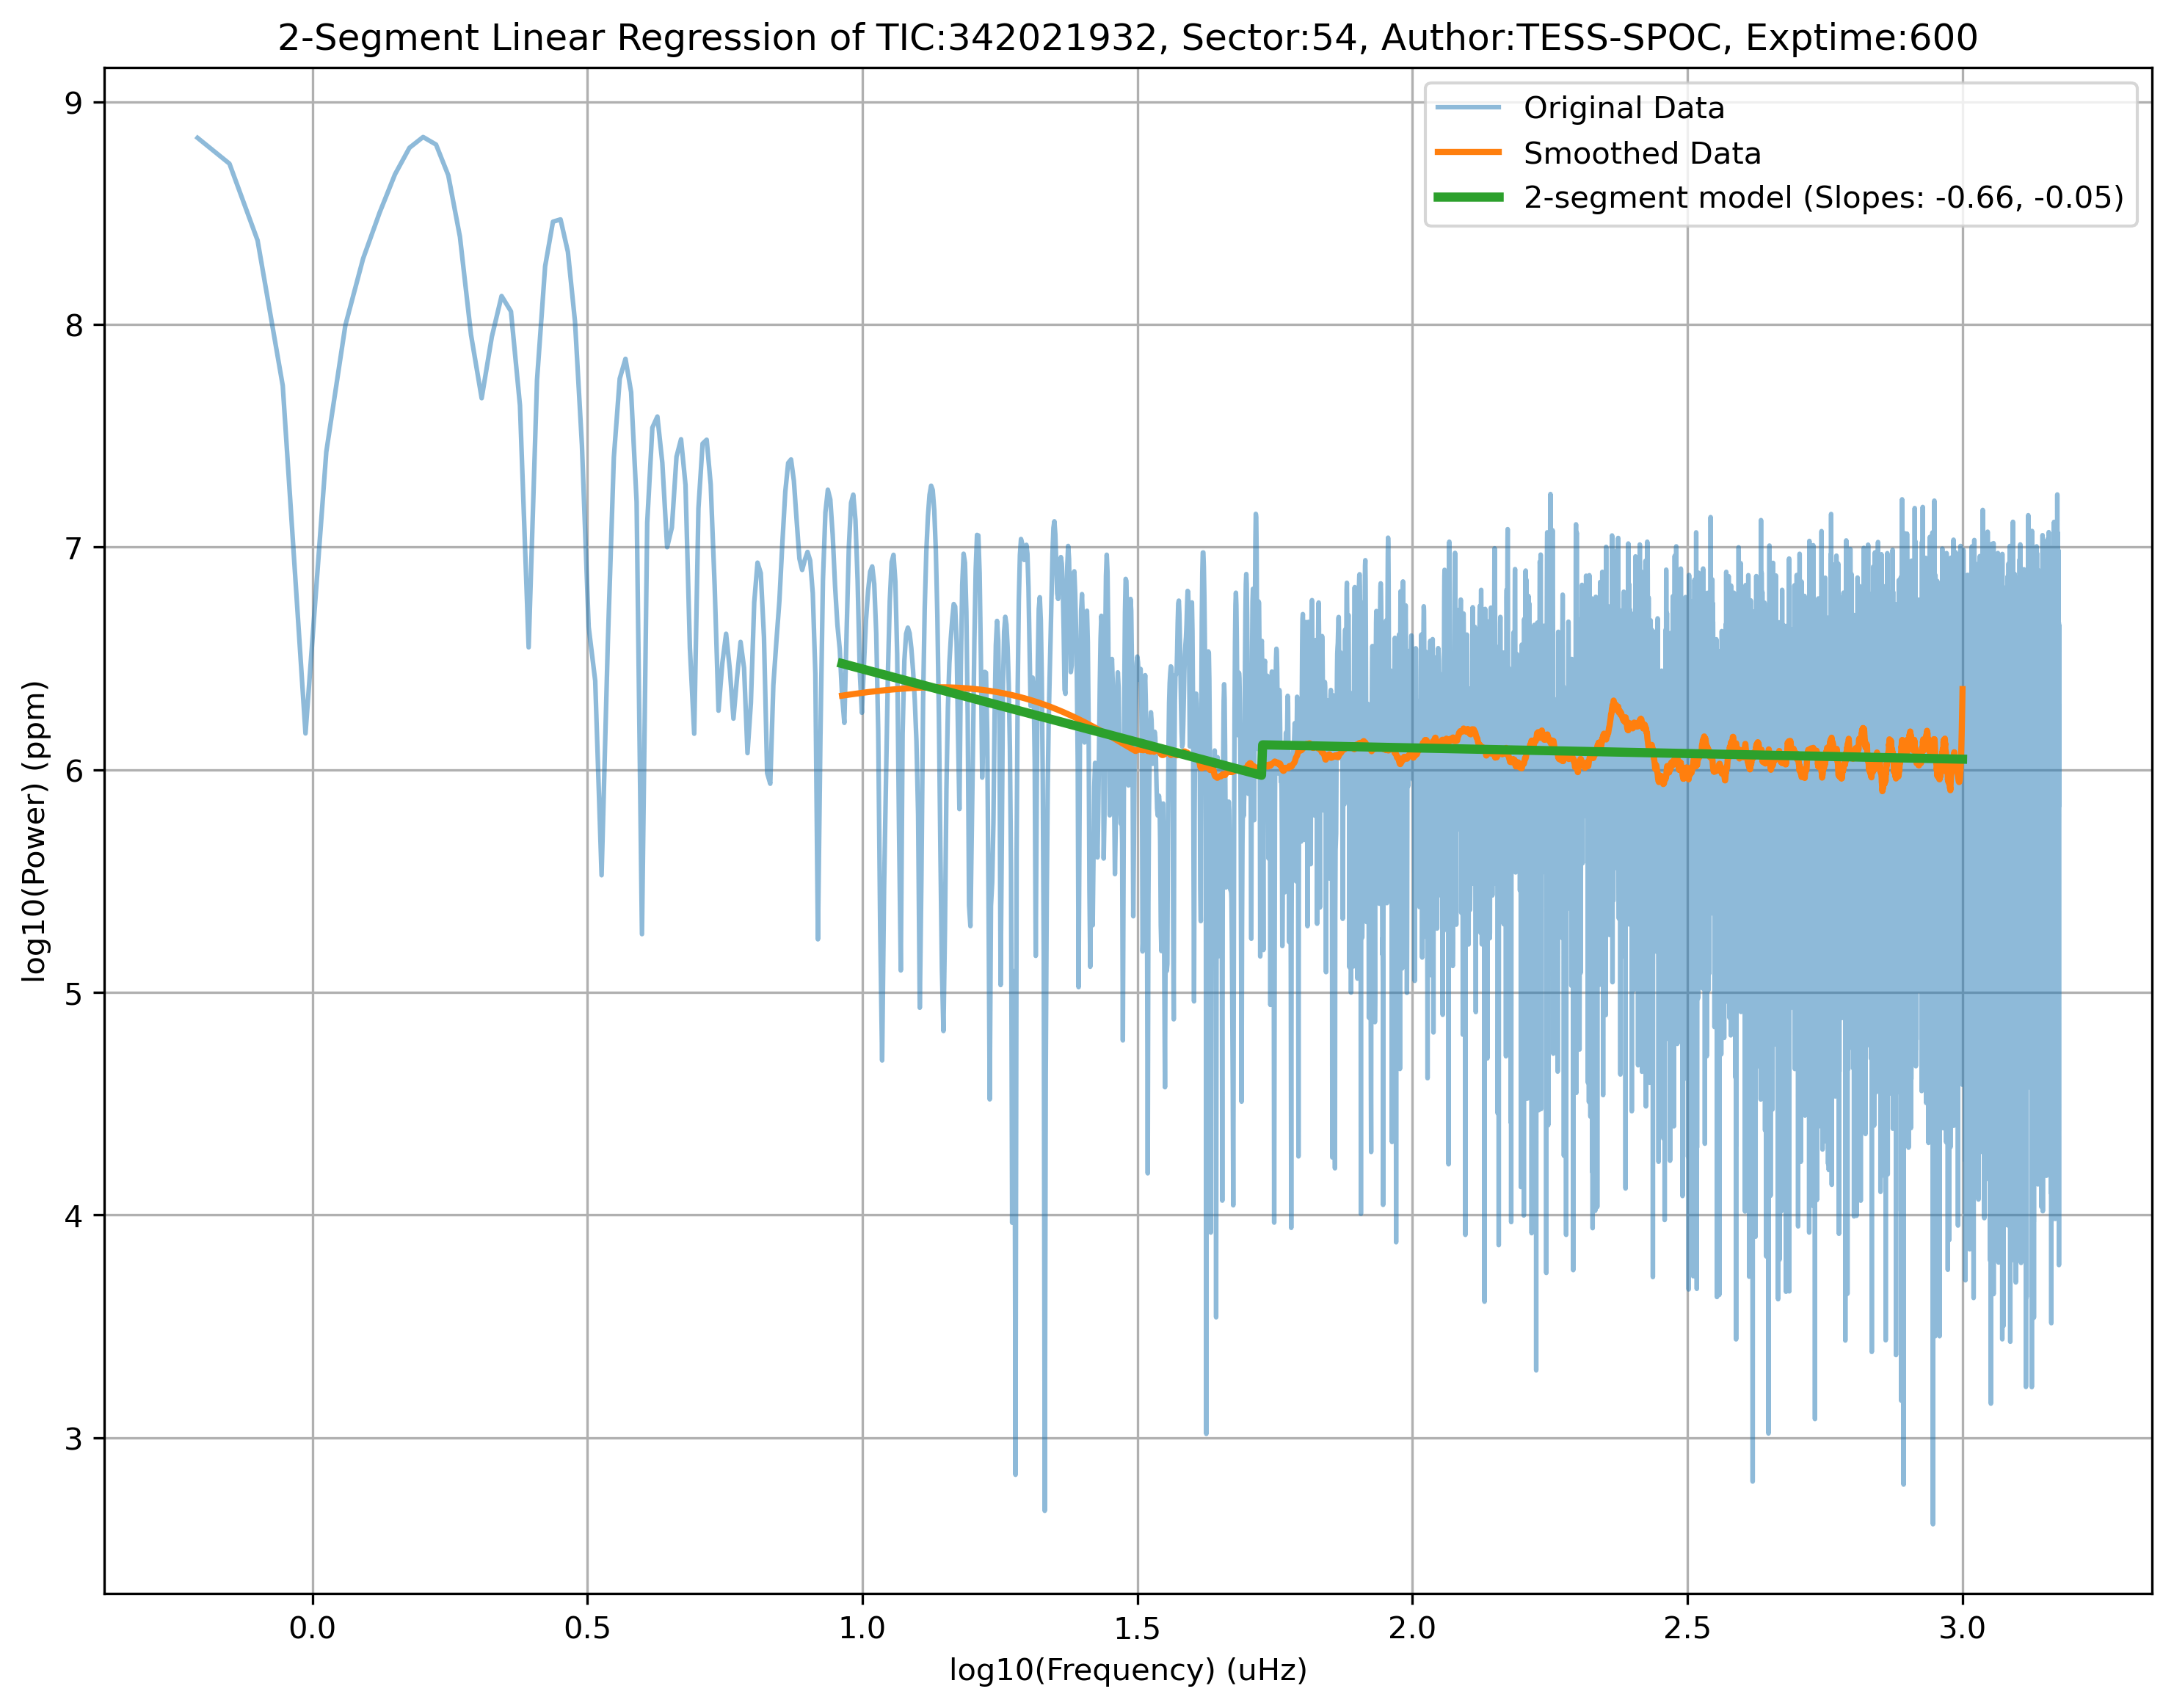 2-Segment Linear Regression of TIC:342021932, Sector:54, Author:TESS-SPOC, Exptime:600
Original Data
Smoothed Data
2-segment model (Slopes: -0.66, -0.05)
log10(Power) (ppm)
9
8
7
6
5
4
3
0.0 0.5 1.0 1.5 2.0 2.5 3.0
log10(Frequency) (uHz)